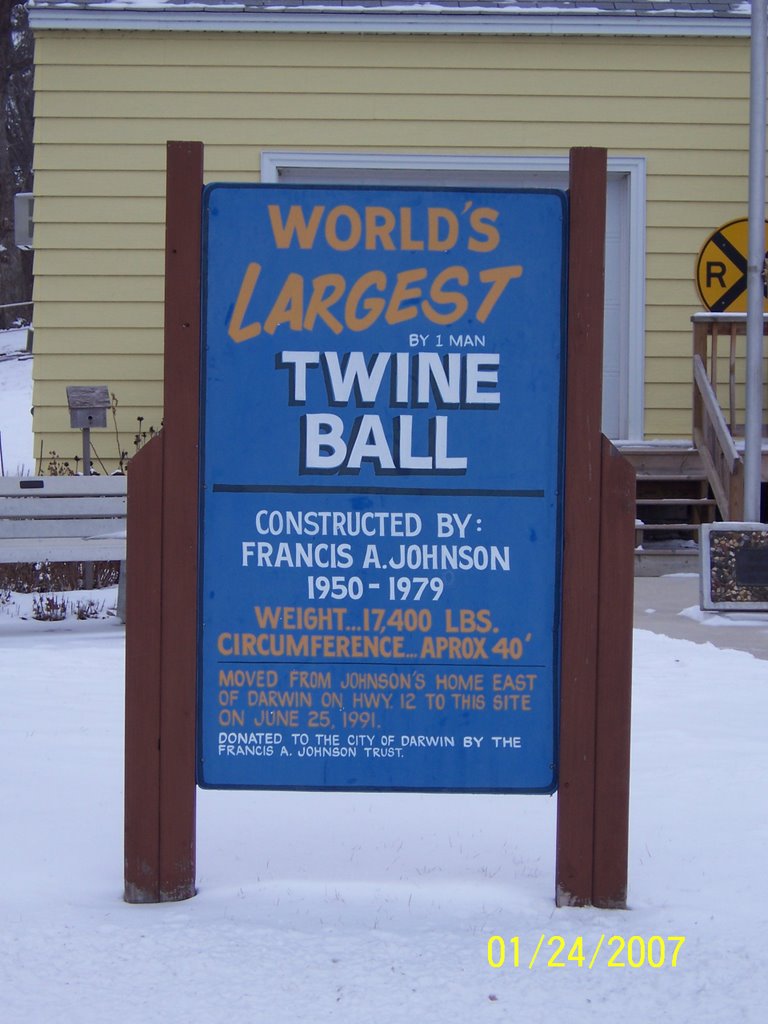 WORLD'S
LARGEST
BY 1 MAN
TWINE
BALL
CONSTRUCTED BY:
FRANCIS A. JOHNSON
1950-1979
WEIGHT...17,400 LBS.
CIRCUMFERENCE...APROX 40'
MOVED FROM JOHNSON'S HOME EAST
OF DARWIN ON HWY. 12 TO THIS SITE
ON JUNE 25, 1991.
DONATED TO THE CITY OF DARWIN BY THE
FRANCIS A. JOHNSON TRUST.
R
01/24/2007